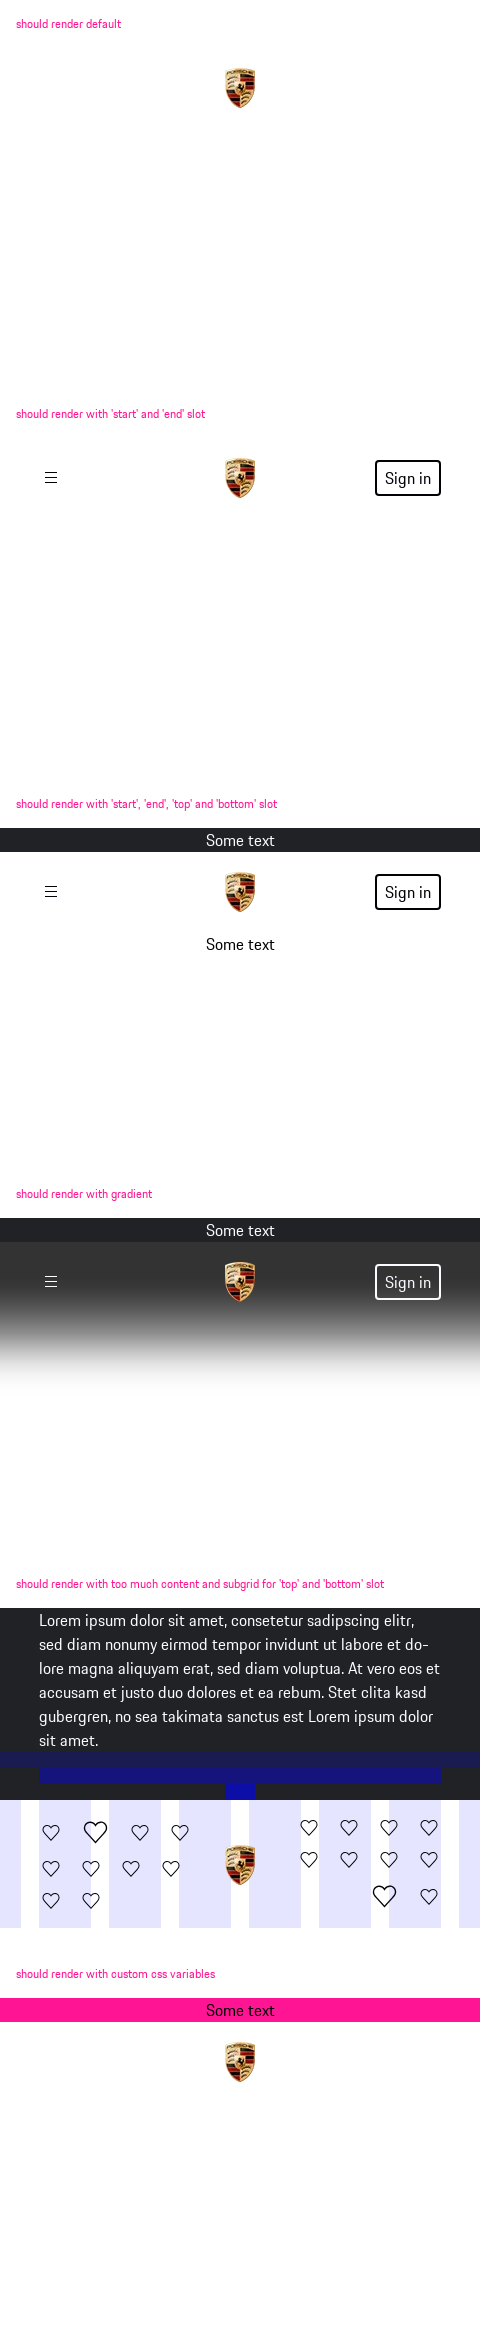 should render default
should render with 'start' and 'end' slot
Sign in
should render with 'start', 'end', 'top' and 'bottom' slot
Some text
Sign in
Some text
should render with gradient
Some text
Sign in
should render with too much content and subgrid for 'top' and 'bottom' slot
Lorem ipsum dolor sit amet, consetetur sadipscing elitr,
sed diam nonumy eirmod tempor invidunt ut labore et do-
lore magna aliquyam erat, sed diam voluptua. At vero eos et
accusam et justo duo dolores et ea rebum. Stet clita kasd
gubergren, no sea takimata sanctus est Lorem ipsum dolor
sit amet.
should render with custom css variables
Some text